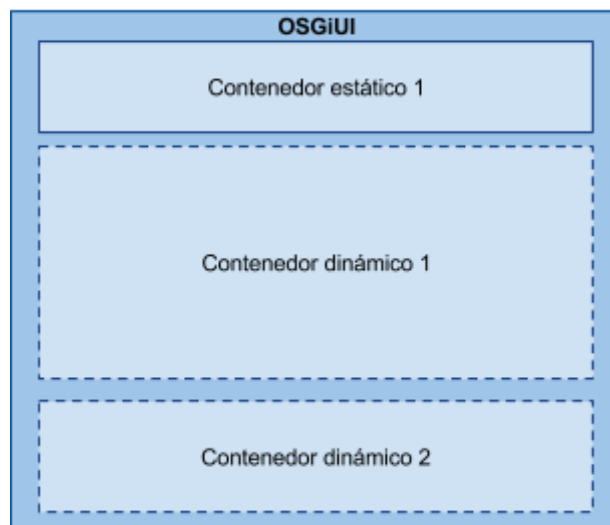 OSGiUI
Contenedor estático 1
Contenedor dinámico 1
Contenedor dinámico 2